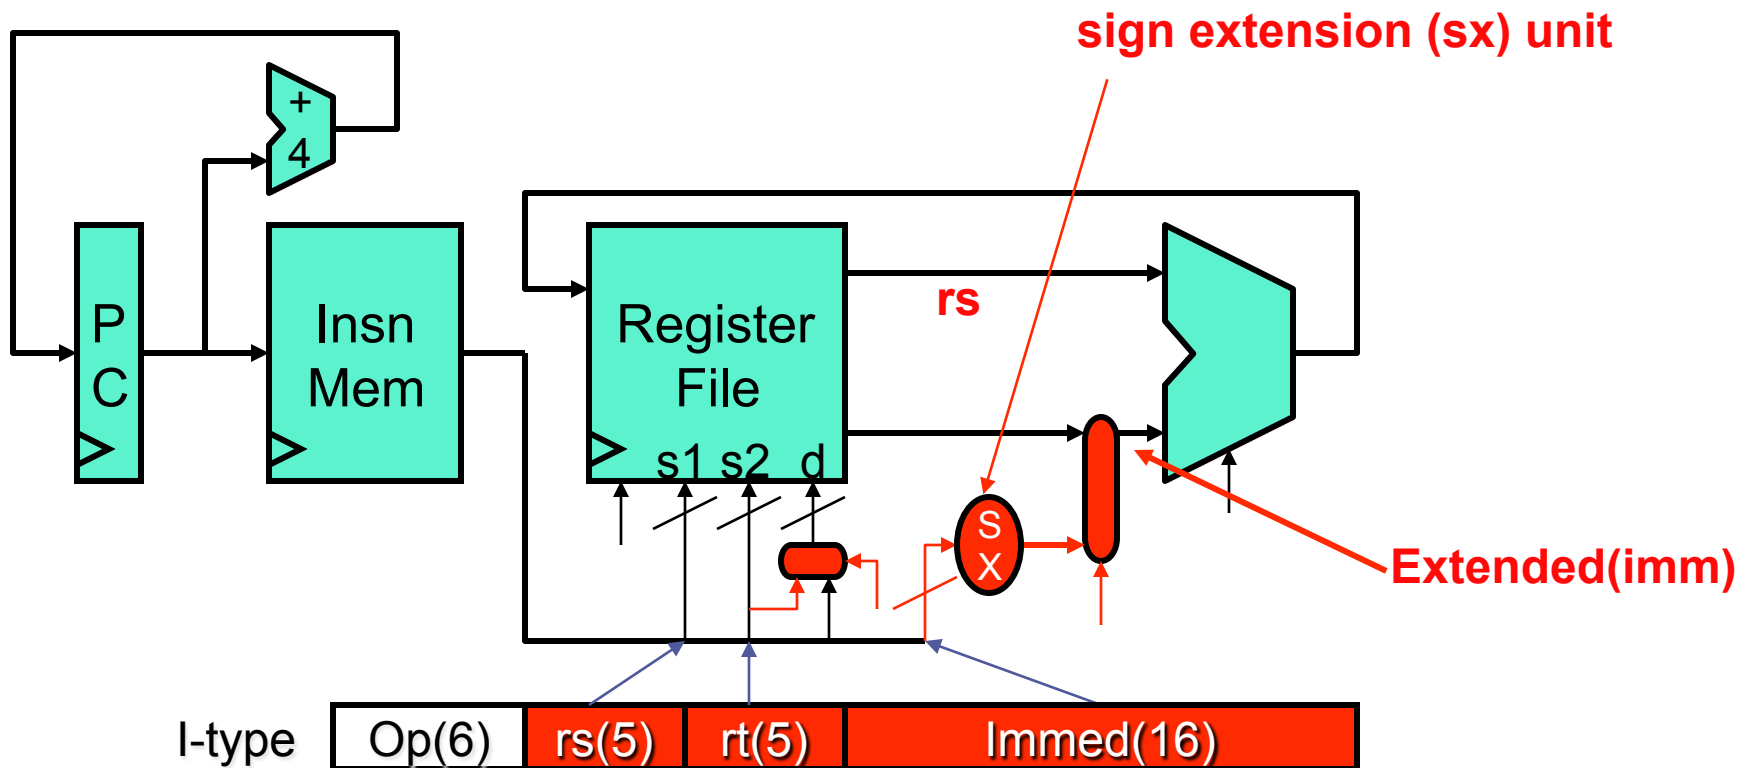 sign extension (sx) unit
+
4
P
C
Insn
Mem
Register
File
s1 s2 d
rs
S
X
Extended(imm)
I-type Op(6) rs(5) rt(5) Immed(16)